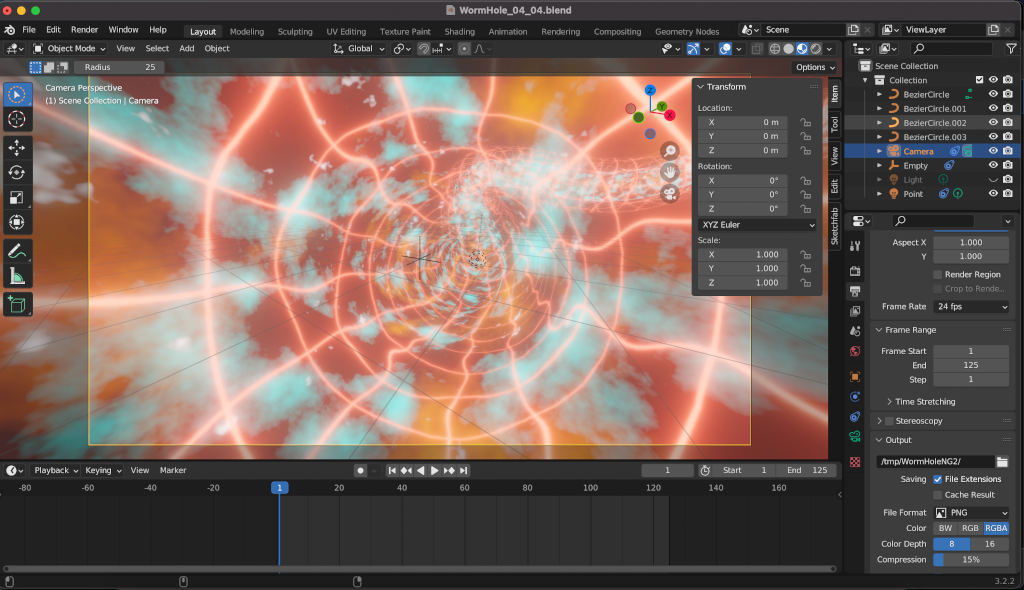 WormHole_04_04.blend
File Edit Render Window Help Layout Modeling Sculpting UV Editing Texture Paint Shading Animation Rendering Compositing Geometry Nodes Scene ViewLayer
Object Mode View Select Add Object Global
Radius 25 Options
Camera Perspective
(1) Scene Collection | Camera
Z
Y
X
Transform
Location:
X 0 m
Y 0 m
Z 0 m
Rotation:
X 0°
Y 0°
Z 0°
XYZ Euler
Scale:
X 1.000
Y 1.000
Z 1.000
Item
Tool
View
Edit
Sketchfab
Scene Collection
Collection
BezierCircle
BezierCircle.001
BezierCircle.002
BezierCircle.003
Camera
Empty
Light
Point
Aspect X 1.000
Y 1.000
Render Region
Crop to Rende..
Frame Rate 24 fps
Frame Range
Frame Start 1
End 125
Step 1
Time Stretching
Stereoscopy
Output
/tmp/WormHoleNG2/
Saving File Extensions
Cache Result
File Format PNG
Color BW RGB RGBA
Color Depth 8 16
Compression 15%
Playback Keying View Marker 1 Start 1 End 125
-80 -60 -40 -20 1 20 40 60 80 100 120 140 160
3.2.2